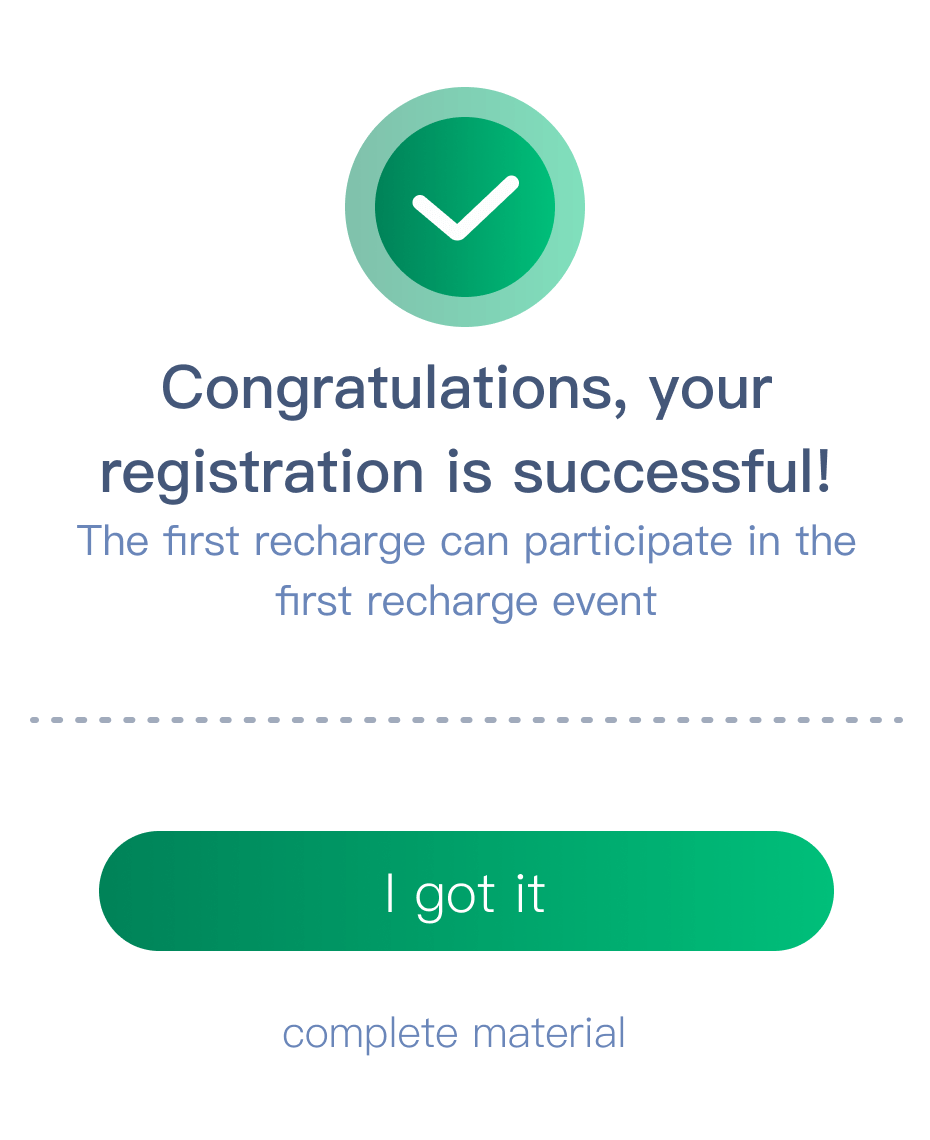 Congratulations, your
registration is successful!
The first recharge can participate in the
first recharge event
I got it
complete material